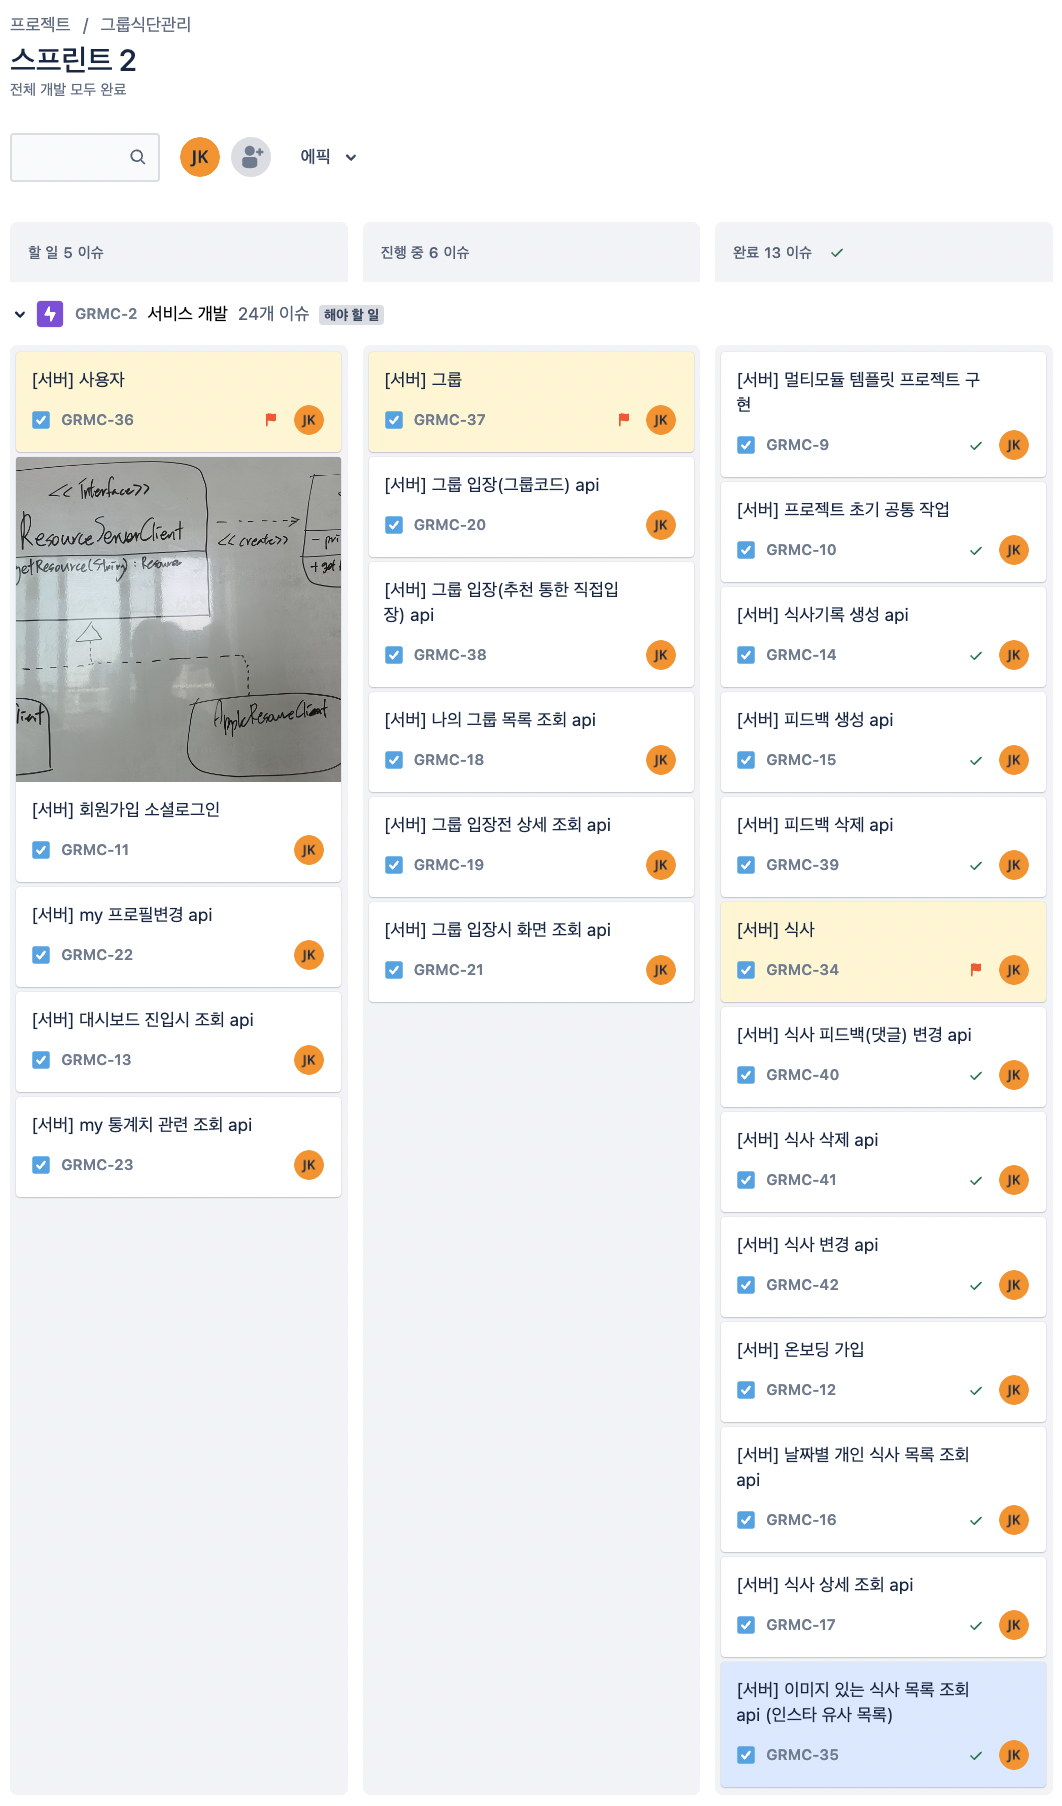 프로젝트 / 그룹식단관리
스프린트 2
전체 개발 모두 완료
JK
에픽
할 일 5 이슈
진행 중 6 이슈
완료 13 이슈
GRMC-2 서비스 개발 24개 이슈 해야 할 일
[서버] 사용자
GRMC-36 JK
<< Interface>>
ResourceServerClient
getResource(String) : Resource
<< create>>
- pri
+ get
lient
AppleResourceClient
[서버] 회원가입 소셜로그인
GRMC-11 JK
[서버] my 프로필변경 api
GRMC-22 JK
[서버] 대시보드 진입시 조회 api
GRMC-13 JK
[서버] my 통계치 관련 조회 api
GRMC-23 JK
[서버] 그룹
GRMC-37 JK
[서버] 그룹 입장(그룹코드) api
GRMC-20 JK
[서버] 그룹 입장(추천 통한 직접입
장) api
GRMC-38 JK
[서버] 나의 그룹 목록 조회 api
GRMC-18 JK
[서버] 그룹 입장전 상세 조회 api
GRMC-19 JK
[서버] 그룹 입장시 화면 조회 api
GRMC-21 JK
[서버] 멀티모듈 템플릿 프로젝트 구
현
GRMC-9 JK
[서버] 프로젝트 초기 공통 작업
GRMC-10 JK
[서버] 식사기록 생성 api
GRMC-14 JK
[서버] 피드백 생성 api
GRMC-15 JK
[서버] 피드백 삭제 api
GRMC-39 JK
[서버] 식사
GRMC-34 JK
[서버] 식사 피드백(댓글) 변경 api
GRMC-40 JK
[서버] 식사 삭제 api
GRMC-41 JK
[서버] 식사 변경 api
GRMC-42 JK
[서버] 온보딩 가입
GRMC-12 JK
[서버] 날짜별 개인 식사 목록 조회
api
GRMC-16 JK
[서버] 식사 상세 조회 api
GRMC-17 JK
[서버] 이미지 있는 식사 목록 조회
api (인스타 유사 목록)
GRMC-35 JK